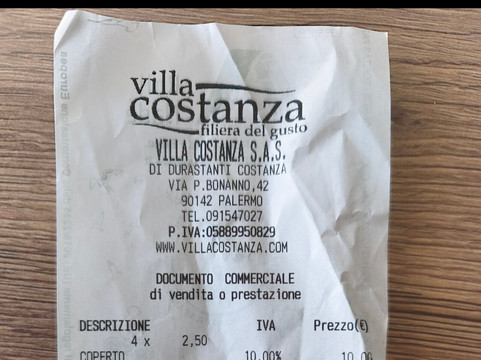 villa
costanza
filiera del gusto
VILLA COSTANZA S.A.S.
DI DURASTANTI COSTANZA
VIA P.BONANNO,42
90142 PALERMO
TEL.091547027
P.IVA:05889950829
WWW.VILLACOSTANZA.COM
DOCUMENTO COMMERCIALE
di vendita o prestazione
DESCRIZIONE IVA Prezzo(€)
4 x 2,50
COPERTO 10,00% 10,00